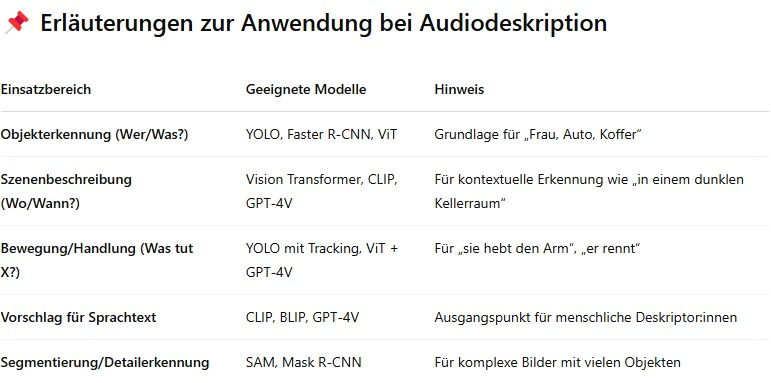 📌 Erläuterungen zur Anwendung bei Audiodeskription
Einsatzbereich Geeignete Modelle Hinweis
Objekterkennung (Wer/Was?) YOLO, Faster R-CNN, ViT Grundlage für „Frau, Auto, Koffer“
Szenenbeschreibung Vision Transformer, CLIP, Für kontextuelle Erkennung wie „in einem dunklen
(Wo/Wann?) GPT-4V Kellerraum“
Bewegung/Handlung (Was tut YOLO mit Tracking, ViT + Für „sie hebt den Arm“, „er rennt“
X?) GPT-4V
Vorschlag für Sprachtext CLIP, BLIP, GPT-4V Ausgangspunkt für menschliche Deskriptor:innen
Segmentierung/Detailerkennung SAM, Mask R-CNN Für komplexe Bilder mit vielen Objekten